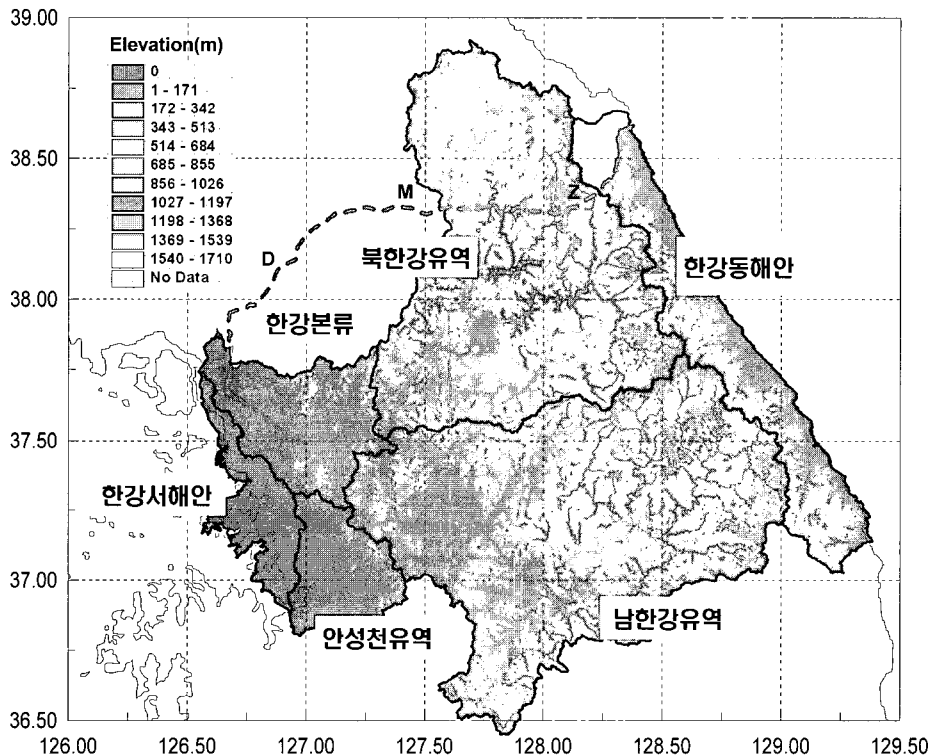 39.00
Elevation(m)
0
1 - 171
172 - 342
343 - 513
514 - 684
685 - 855
856 - 1026
1027 - 1197
1198 - 1368
1369 - 1539
1540 - 1710
No Data
38.50
M
Z
D
북한강유역
한강동해안
38.00
한강본류
37.50
한강서해안
37.00
남한강유역
안성천유역
36.50
126.00 126.50 127.00 127.50 128.00 128.50 129.00 129.50